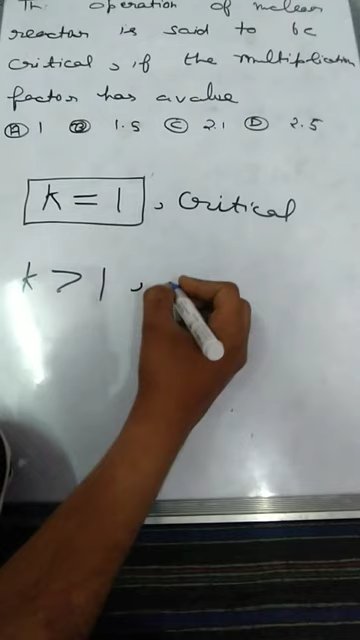 The operation of nuclear
reactor is said to be
critical, if the multiplication
factor has a value
(A) 1 (B) 1.5 (C) 2.1 (D) 2.5
K = 1, Critical
K > 1,